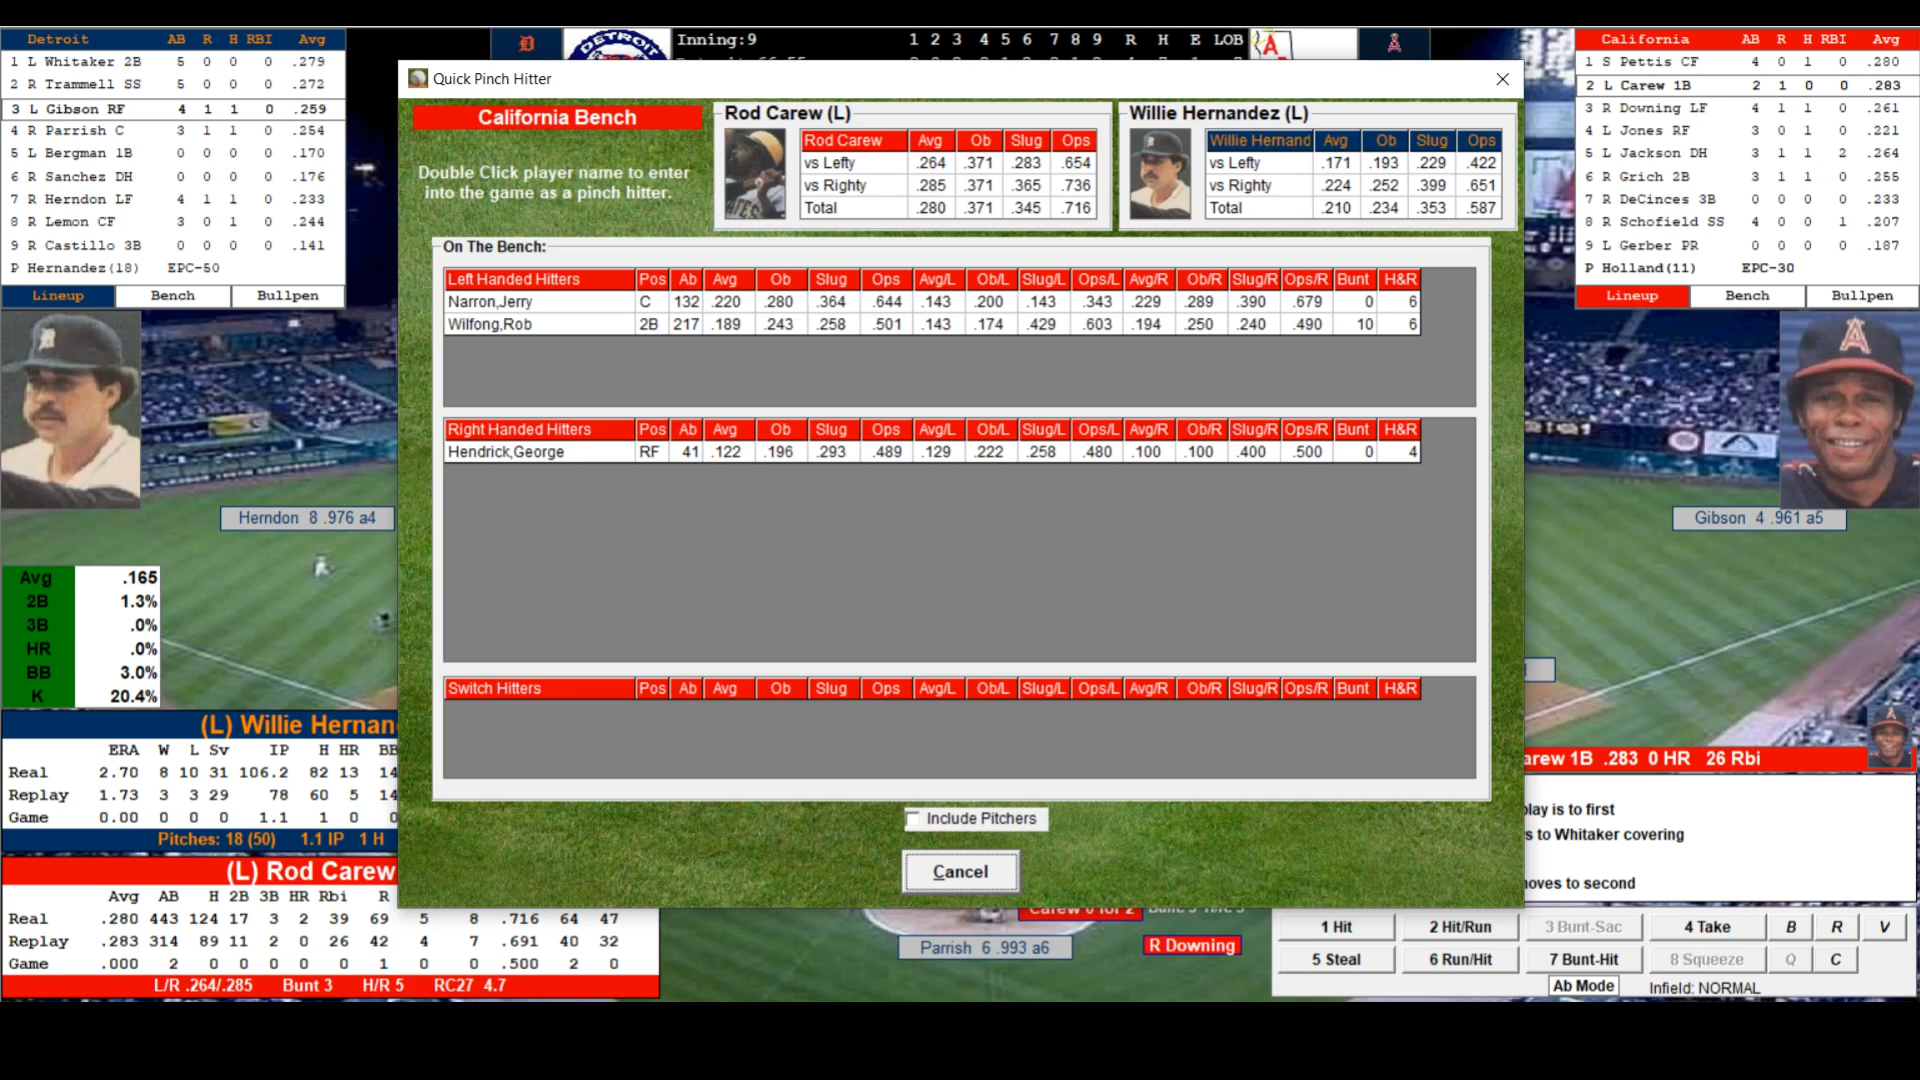 Detroit AB R H RBI Avg
1 L Whitaker 2B 5 0 0 0 .279
2 R Trammell SS 5 0 0 0 .272
3 L Gibson RF 4 1 1 0 .259
4 R Parrish C 3 1 1 0 .254
5 L Bergman 1B 0 0 0 0 .170
6 R Sanchez DH 0 0 0 0 .176
7 R Herndon LF 4 1 1 0 .233
8 R Lemon CF 3 0 1 0 .244
9 R Castillo 3B 0 0 0 0 .141
P Hernandez(18) EPC-50
Lineup Bench Bullpen
DETROIT
Inning:9 1 2 3 4 5 6 7 8 9 R H E LOB
California AB R H RBI Avg
1 S Pettis CF 4 0 1 0 .280
2 L Carew 1B 2 1 0 0 .283
3 R Downing LF 4 1 1 0 .261
4 L Jones RF 3 0 1 0 .221
5 L Jackson DH 3 1 1 2 .264
6 R Grich 2B 3 1 1 0 .255
7 R DeCinces 3B 0 0 0 0 .233
8 R Schofield SS 4 0 0 1 .207
9 L Gerber PR 0 0 0 0 .187
P Holland(11) EPC-30
Lineup Bench Bullpen
Quick Pinch Hitter
California Bench
Double Click player name to enter
into the game as a pinch hitter.
Rod Carew (L)
Rod Carew Avg Ob Slug Ops
vs Lefty .264 .371 .283 .654
vs Righty .285 .371 .365 .736
Total .280 .371 .345 .716
Willie Hernandez (L)
Willie Hernand Avg Ob Slug Ops
vs Lefty .171 .193 .229 .422
vs Righty .224 .252 .399 .651
Total .210 .234 .353 .587
On The Bench:
Left Handed Hitters Pos Ab Avg Ob Slug Ops Avg/L Ob/L Slug/L Ops/L Avg/R Ob/R Slug/R Ops/R Bunt H&R
Narron,Jerry C 132 .220 .280 .364 .644 .143 .200 .143 .343 .229 .289 .390 .679 0 6
Wilfong,Rob 2B 217 .189 .243 .258 .501 .143 .174 .429 .603 .194 .250 .240 .490 10 6
Right Handed Hitters Pos Ab Avg Ob Slug Ops Avg/L Ob/L Slug/L Ops/L Avg/R Ob/R Slug/R Ops/R Bunt H&R
Hendrick,George RF 41 .122 .196 .293 .489 .129 .222 .258 .480 .100 .100 .400 .500 0 4
Switch Hitters Pos Ab Avg Ob Slug Ops Avg/L Ob/L Slug/L Ops/L Avg/R Ob/R Slug/R Ops/R Bunt H&R
Include Pitchers
Cancel
Herndon 8 .976 a4
Gibson 4 .961 a5
Avg .165
2B 1.3%
3B .0%
HR .0%
BB 3.0%
K 20.4%
(L) Willie Hernan
ERA W L Sv IP H HR BB
Real 2.70 8 10 31 106.2 82 13 14
Replay 1.73 3 3 29 78 60 5 14
Game 0.00 0 0 0 1.1 1 0 0
Pitches: 18 (50) 1.1 IP 1 H
(L) Rod Carew
Avg AB H 2B 3B HR Rbi R
Real .280 443 124 17 3 2 39 69 5 8 .716 64 47
Replay .283 314 89 11 2 0 26 42 4 7 .691 40 32
Game .000 2 0 0 0 0 0 1 0 0 .500 2 0
L/R .264/.285 Bunt 3 H/R 5 RC27 4.7
Carew 0 for 2 Bunt: 3 H/R: 5
Parrish 6 .993 a6
R Downing
arew 1B .283 0 HR 26 Rbi
play is to first
s to Whitaker covering
oves to second
1 Hit 2 Hit/Run 3 Bunt-Sac 4 Take B R V
5 Steal 6 Run/Hit 7 Bunt-Hit 8 Squeeze Q C
Ab Mode Infield: NORMAL